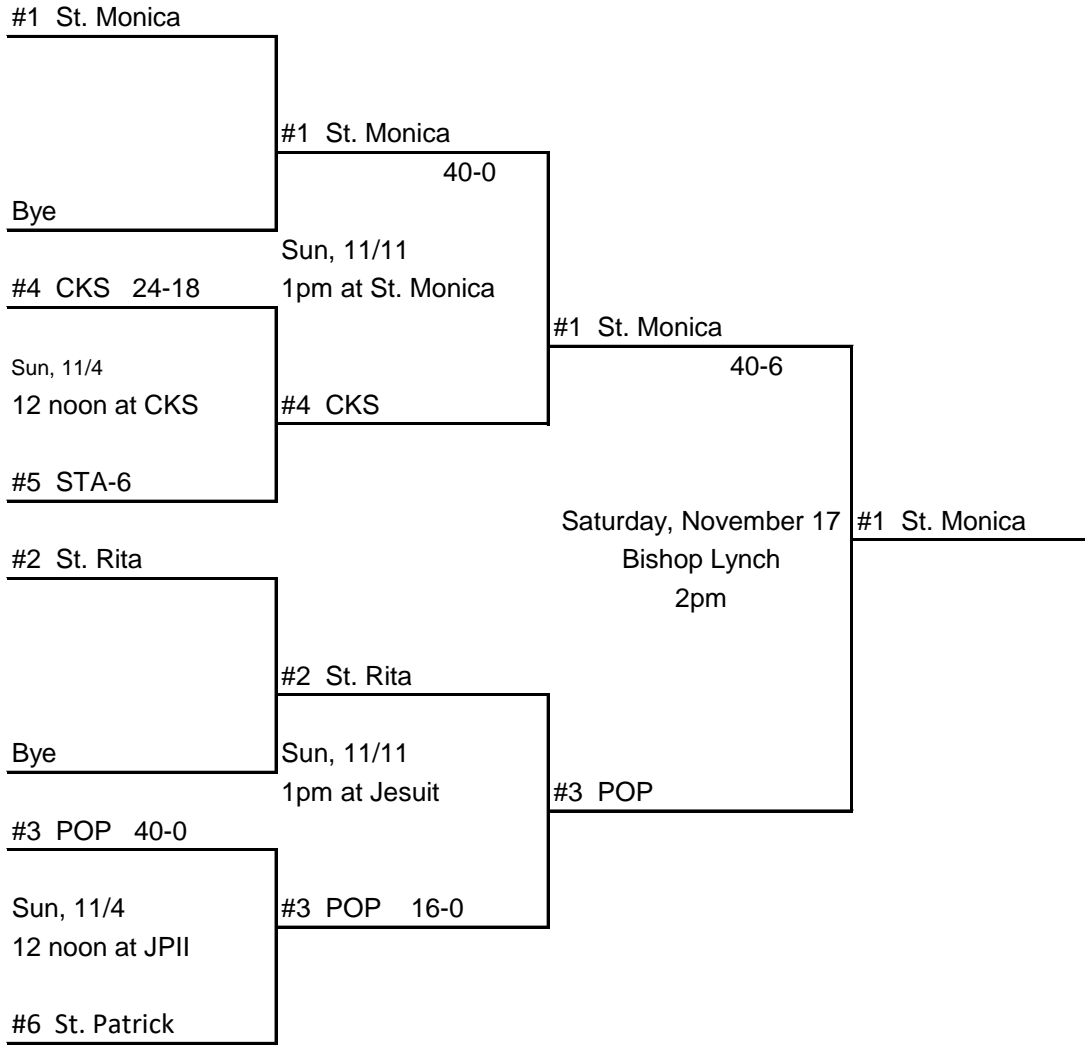 #1 St. Monica
#1 St. Monica
40-0
Bye
Sun, 11/11
#4 CKS 24-18
1pm at St. Monica
#1 St. Monica
Sun, 11/4
40-6
12 noon at CKS
#4 CKS
#5 STA-6
Saturday, November 17
#1 St. Monica
#2 St. Rita
Bishop Lynch
2pm
#2 St. Rita
Bye
Sun, 11/11
1pm at Jesuit
#3 POP
#3 POP 40-0
Sun, 11/4
#3 POP 16-0
12 noon at JPII
#6 St. Patrick